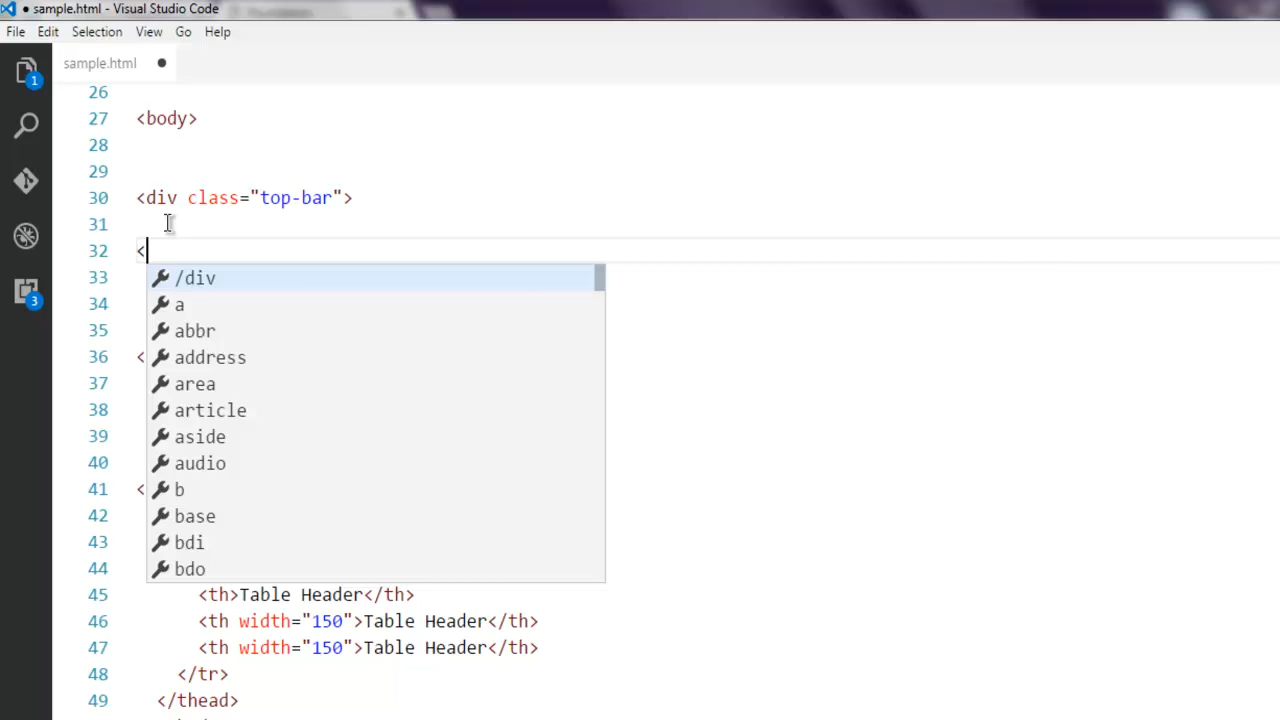 ● sample.html - Visual Studio Code
File Edit Selection View Go Help
sample.html ●
1
3
26
27 <body>
28
29
30 <div class="top-bar">
31
32 <
33 /div
34 a
35 abbr
36 < address
37 area
38 article
39 aside
40 audio
41 < b
42 base
43 bdi
44 bdo
45 <th>Table Header</th>
46 <th width="150">Table Header</th>
47 <th width="150">Table Header</th>
48 </tr>
49 </thead>